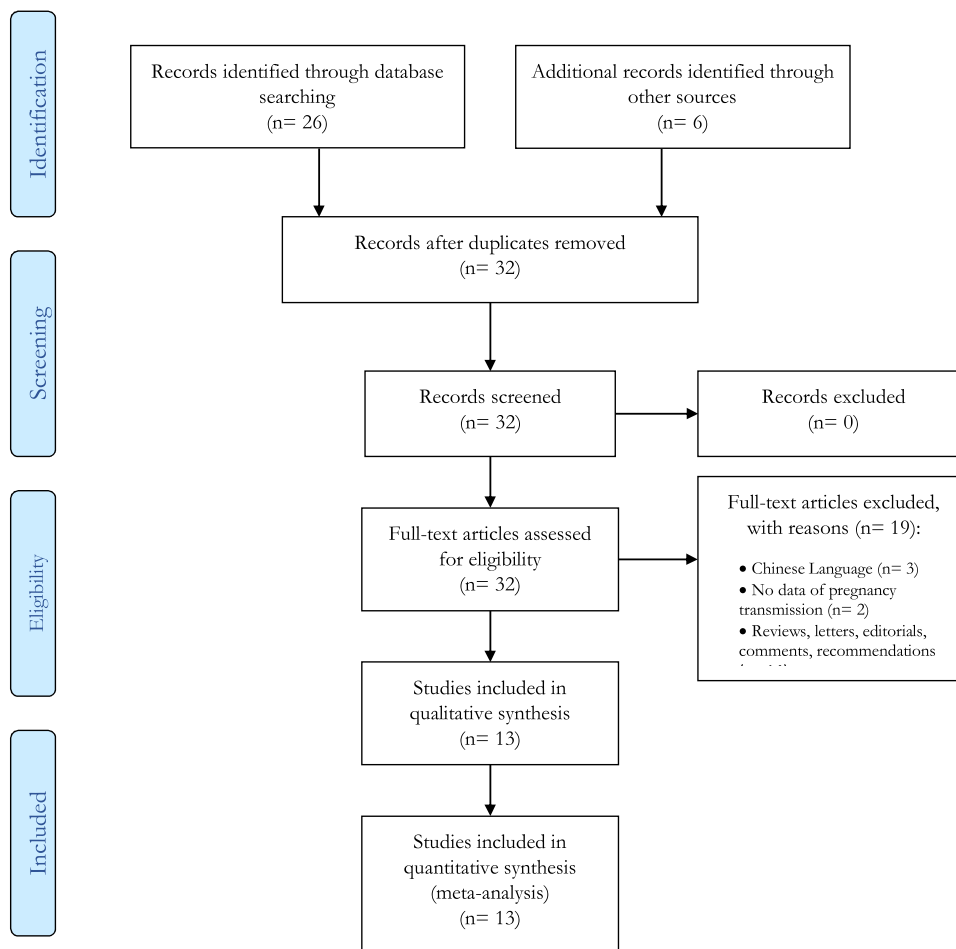 Identification
Records identified through database
searching
(n= 26)
Additional records identified through
other sources
(n= 6)
Records after duplicates removed
(n= 32)
Screening
Records screened
(n= 32)
Records excluded
(n= 0)
Eligibility
Full-text articles assessed
for eligibility
(n= 32)
Full-text articles excluded,
with reasons (n= 19):
• Chinese Language (n= 3)
• No data of pregnancy
transmission (n= 2)
• Reviews, letters, editorials,
comments, recommendations
Studies included in
qualitative synthesis
(n= 13)
Included
Studies included in
quantitative synthesis
(meta-analysis)
(n= 13)